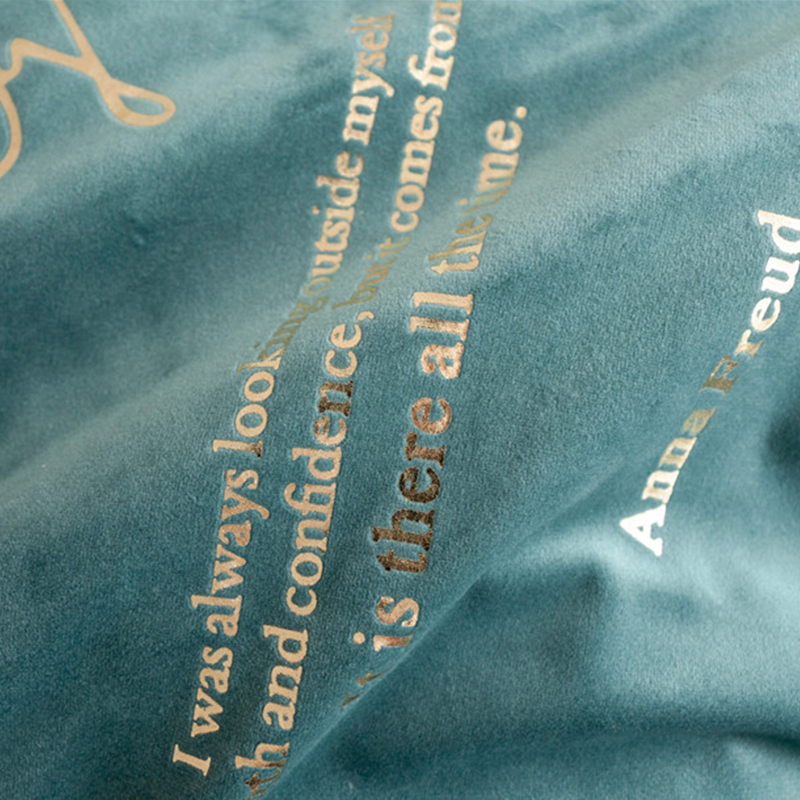 I was always looking outside myself
th and confidence, but it comes from
is there all the time.
Anna Freud